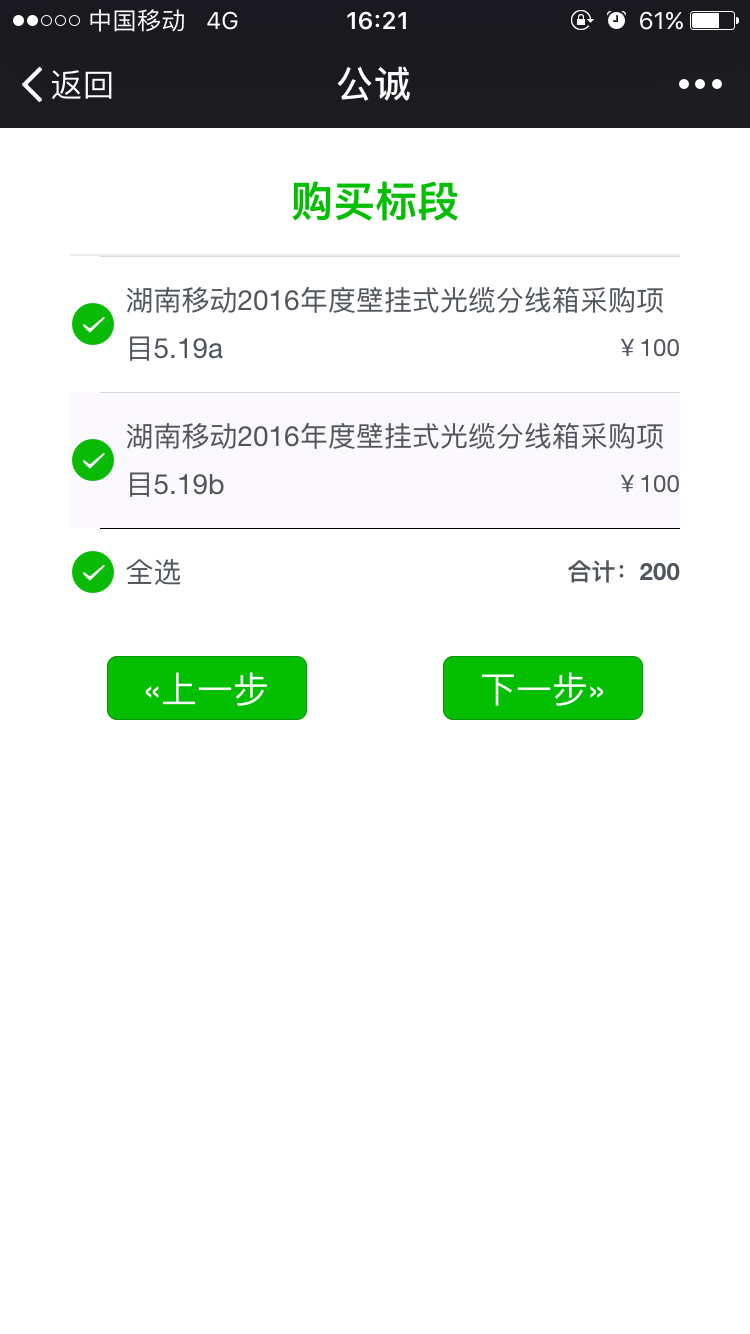 中国移动 4G 16:21 61%
返回 公诚
购买标段
湖南移动2016年度壁挂式光缆分线箱采购项
目5.19a ¥100
湖南移动2016年度壁挂式光缆分线箱采购项
目5.19b ¥100
全选 合计：200
«上一步 下一步»